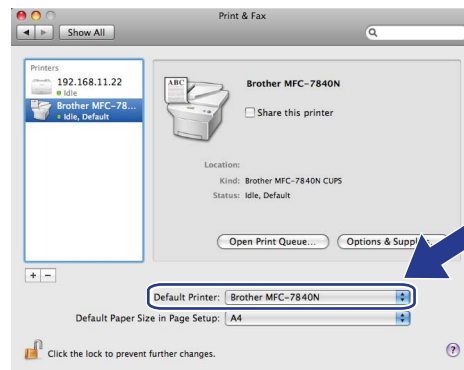 Print & Fax
Show All
Printers
192.168.11.22
Idle
Brother MFC-78...
Idle, Default
ABC
Brother MFC-7840N
Share this printer
Location:
Kind: Brother MFC-7840N CUPS
Status: Idle, Default
Open Print Queue...
Options & Supplies...
+ −
Default Printer: Brother MFC-7840N
Default Paper Size in Page Setup: A4
Click the lock to prevent further changes.
?